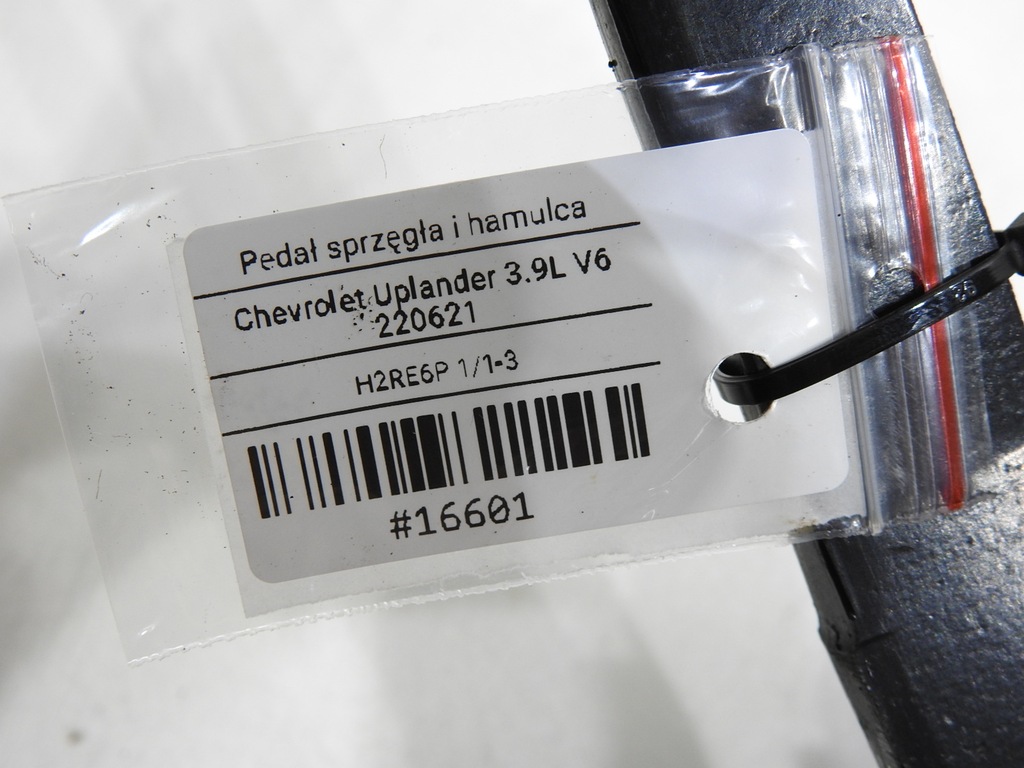 Pedał sprzęgła i hamulca
Chevrolet Uplander 3.9L V6
220621
H2RE6P 1/1-3
#16601